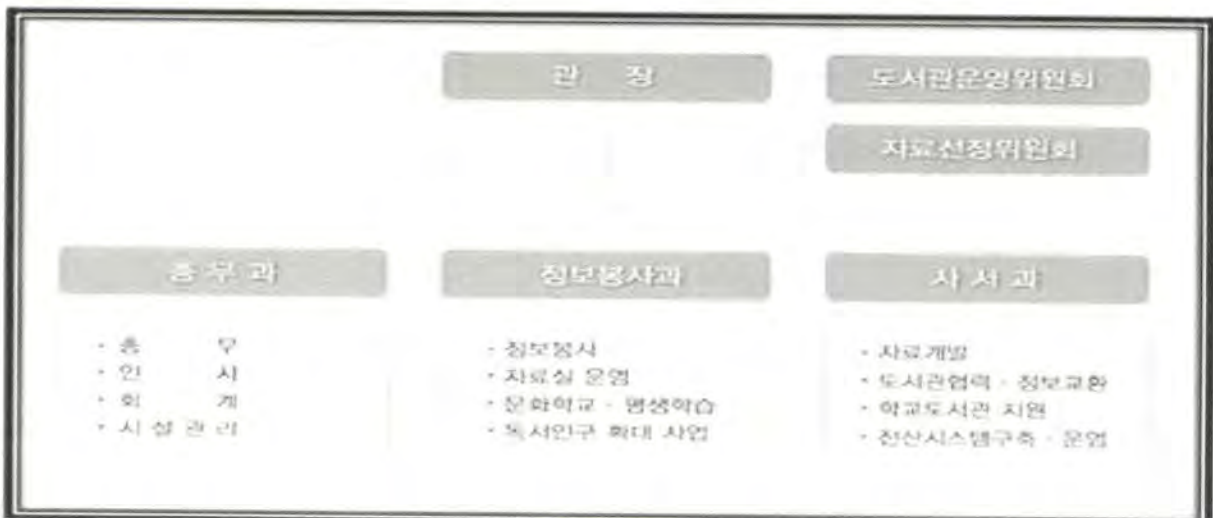 관 장
도서관운영위원회
자료선정위원회
총 무 과
정보봉사과
사 서 과
· 총 무
· 인 사
· 회 계
· 시 설 관 리
· 정보봉사
· 자료실 운영
· 문화학교 · 평생학습
· 독서인구 확대 사업
· 자료개발
· 도서관협력 · 정보교환
· 학교도서관 지원
· 전산시스템구축 · 운영